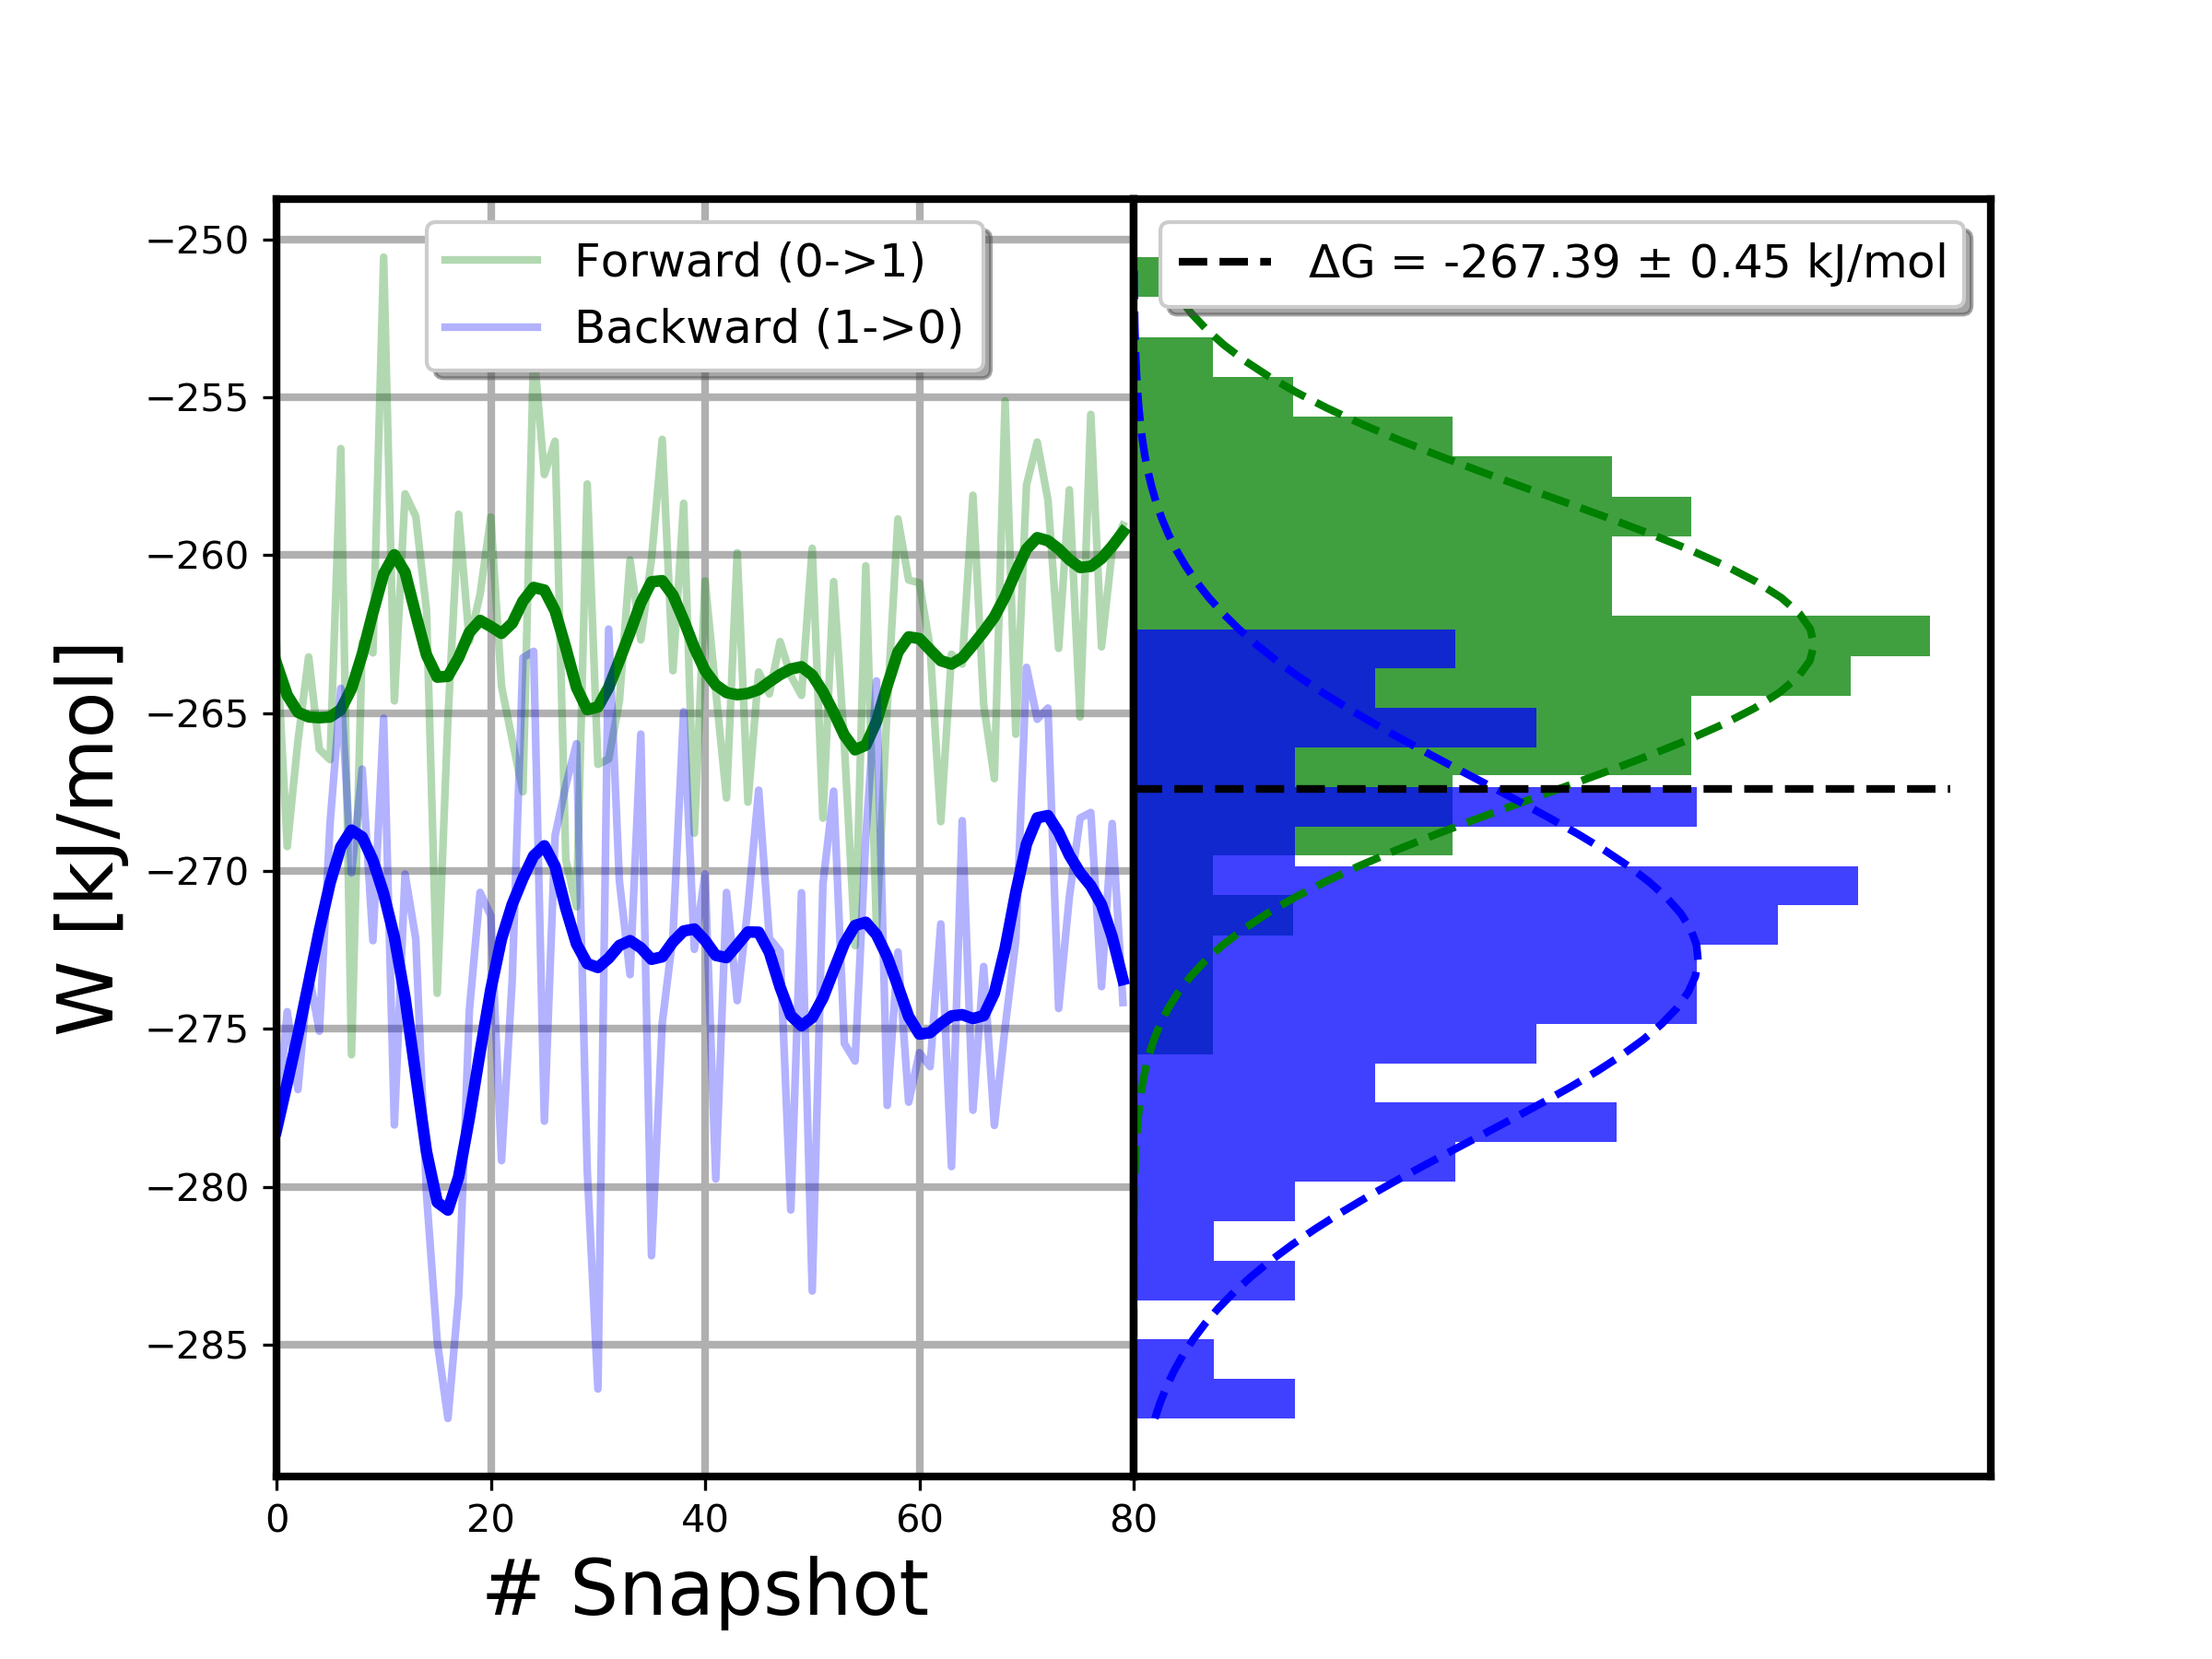 Forward (0->1)
Backward (1->0)
ΔG = -267.39 ± 0.45 kJ/mol
W [kJ/mol]
−250
−255
−260
−265
−270
−275
−280
−285
0 20 40 60 80
# Snapshot